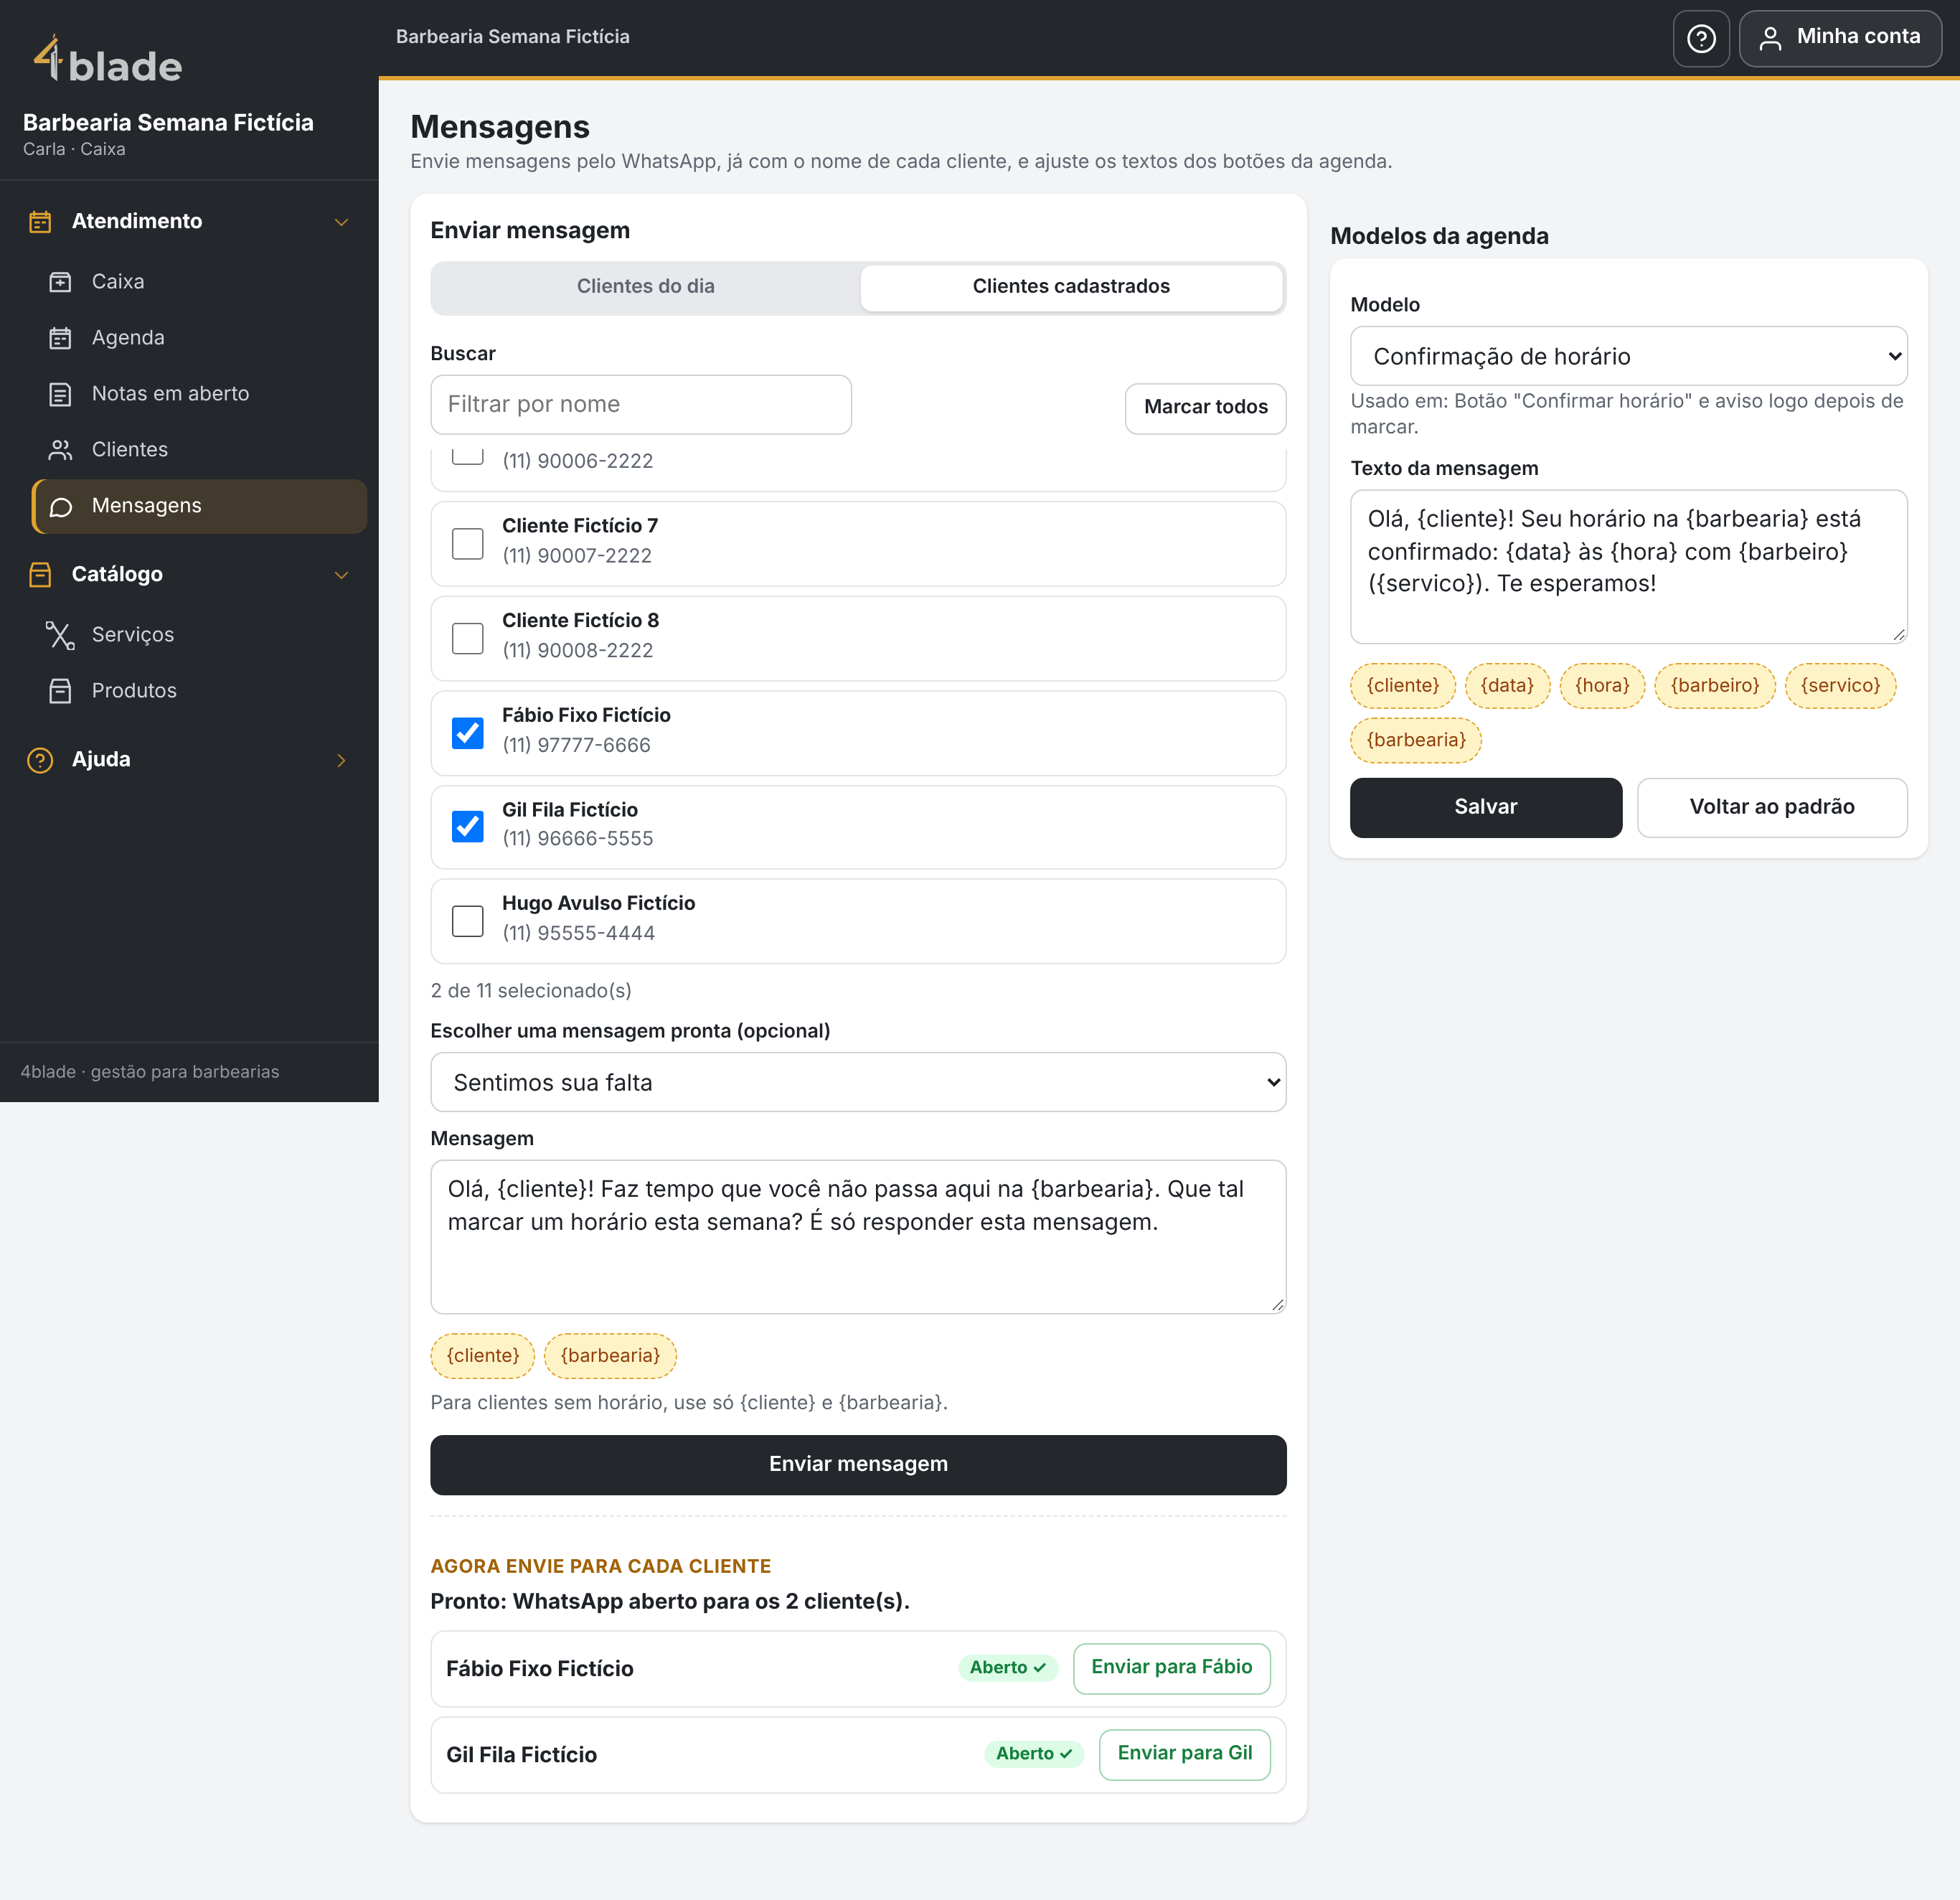 4blade
Barbearia Semana Fictícia
Carla · Caixa
Atendimento
Caixa
Agenda
Notas em aberto
Clientes
Mensagens
Catálogo
Serviços
Produtos
Ajuda
4blade · gestão para barbearias
Barbearia Semana Fictícia
Minha conta
Mensagens
Envie mensagens pelo WhatsApp, já com o nome de cada cliente, e ajuste os textos dos botões da agenda.
Enviar mensagem
Clientes do dia
Clientes cadastrados
Buscar
Filtrar por nome
Marcar todos
(11) 90006-2222
Cliente Fictício 7
(11) 90007-2222
Cliente Fictício 8
(11) 90008-2222
Fábio Fixo Fictício
(11) 97777-6666
Gil Fila Fictício
(11) 96666-5555
Hugo Avulso Fictício
(11) 95555-4444
2 de 11 selecionado(s)
Escolher uma mensagem pronta (opcional)
Sentimos sua falta
Mensagem
Olá, {cliente}! Faz tempo que você não passa aqui na {barbearia}. Que tal
marcar um horário esta semana? É só responder esta mensagem.
{cliente}
{barbearia}
Para clientes sem horário, use só {cliente} e {barbearia}.
Enviar mensagem
AGORA ENVIE PARA CADA CLIENTE
Pronto: WhatsApp aberto para os 2 cliente(s).
Fábio Fixo Fictício
Aberto ✓
Enviar para Fábio
Gil Fila Fictício
Aberto ✓
Enviar para Gil
Modelos da agenda
Modelo
Confirmação de horário
Usado em: Botão "Confirmar horário" e aviso logo depois de
marcar.
Texto da mensagem
Olá, {cliente}! Seu horário na {barbearia} está
confirmado: {data} às {hora} com {barbeiro}
({servico}). Te esperamos!
{cliente}
{data}
{hora}
{barbeiro}
{servico}
{barbearia}
Salvar
Voltar ao padrão